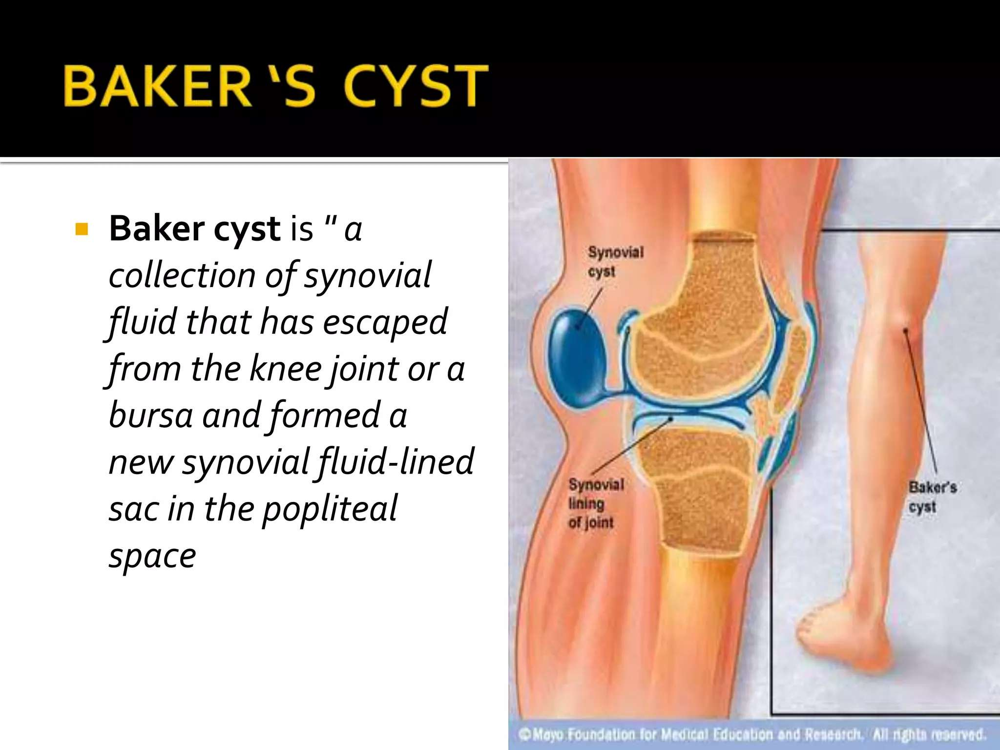 BAKER ‘S  CYST
Baker cyst is " a
collection of synovial
fluid that has escaped
from the knee joint or a
bursa and formed a
new synovial fluid-lined
sac in the popliteal
space
Synovial
cyst
Synovial
lining
of joint
Baker's
cyst
©Mayo Foundation for Medical Education and Research. All rights reserved.